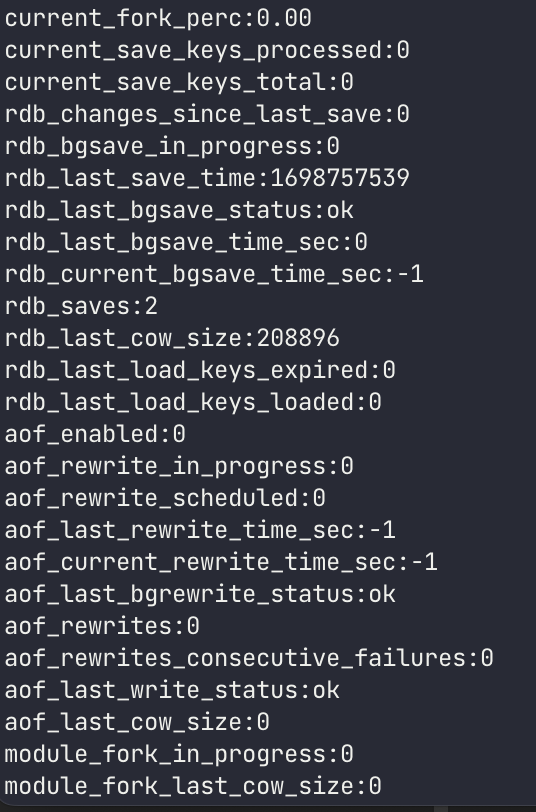 current_fork_perc:0.00
current_save_keys_processed:0
current_save_keys_total:0
rdb_changes_since_last_save:0
rdb_bgsave_in_progress:0
rdb_last_save_time:1698757539
rdb_last_bgsave_status:ok
rdb_last_bgsave_time_sec:0
rdb_current_bgsave_time_sec:-1
rdb_saves:2
rdb_last_cow_size:208896
rdb_last_load_keys_expired:0
rdb_last_load_keys_loaded:0
aof_enabled:0
aof_rewrite_in_progress:0
aof_rewrite_scheduled:0
aof_last_rewrite_time_sec:-1
aof_current_rewrite_time_sec:-1
aof_last_bgrewrite_status:ok
aof_rewrites:0
aof_rewrites_consecutive_failures:0
aof_last_write_status:ok
aof_last_cow_size:0
module_fork_in_progress:0
module_fork_last_cow_size:0